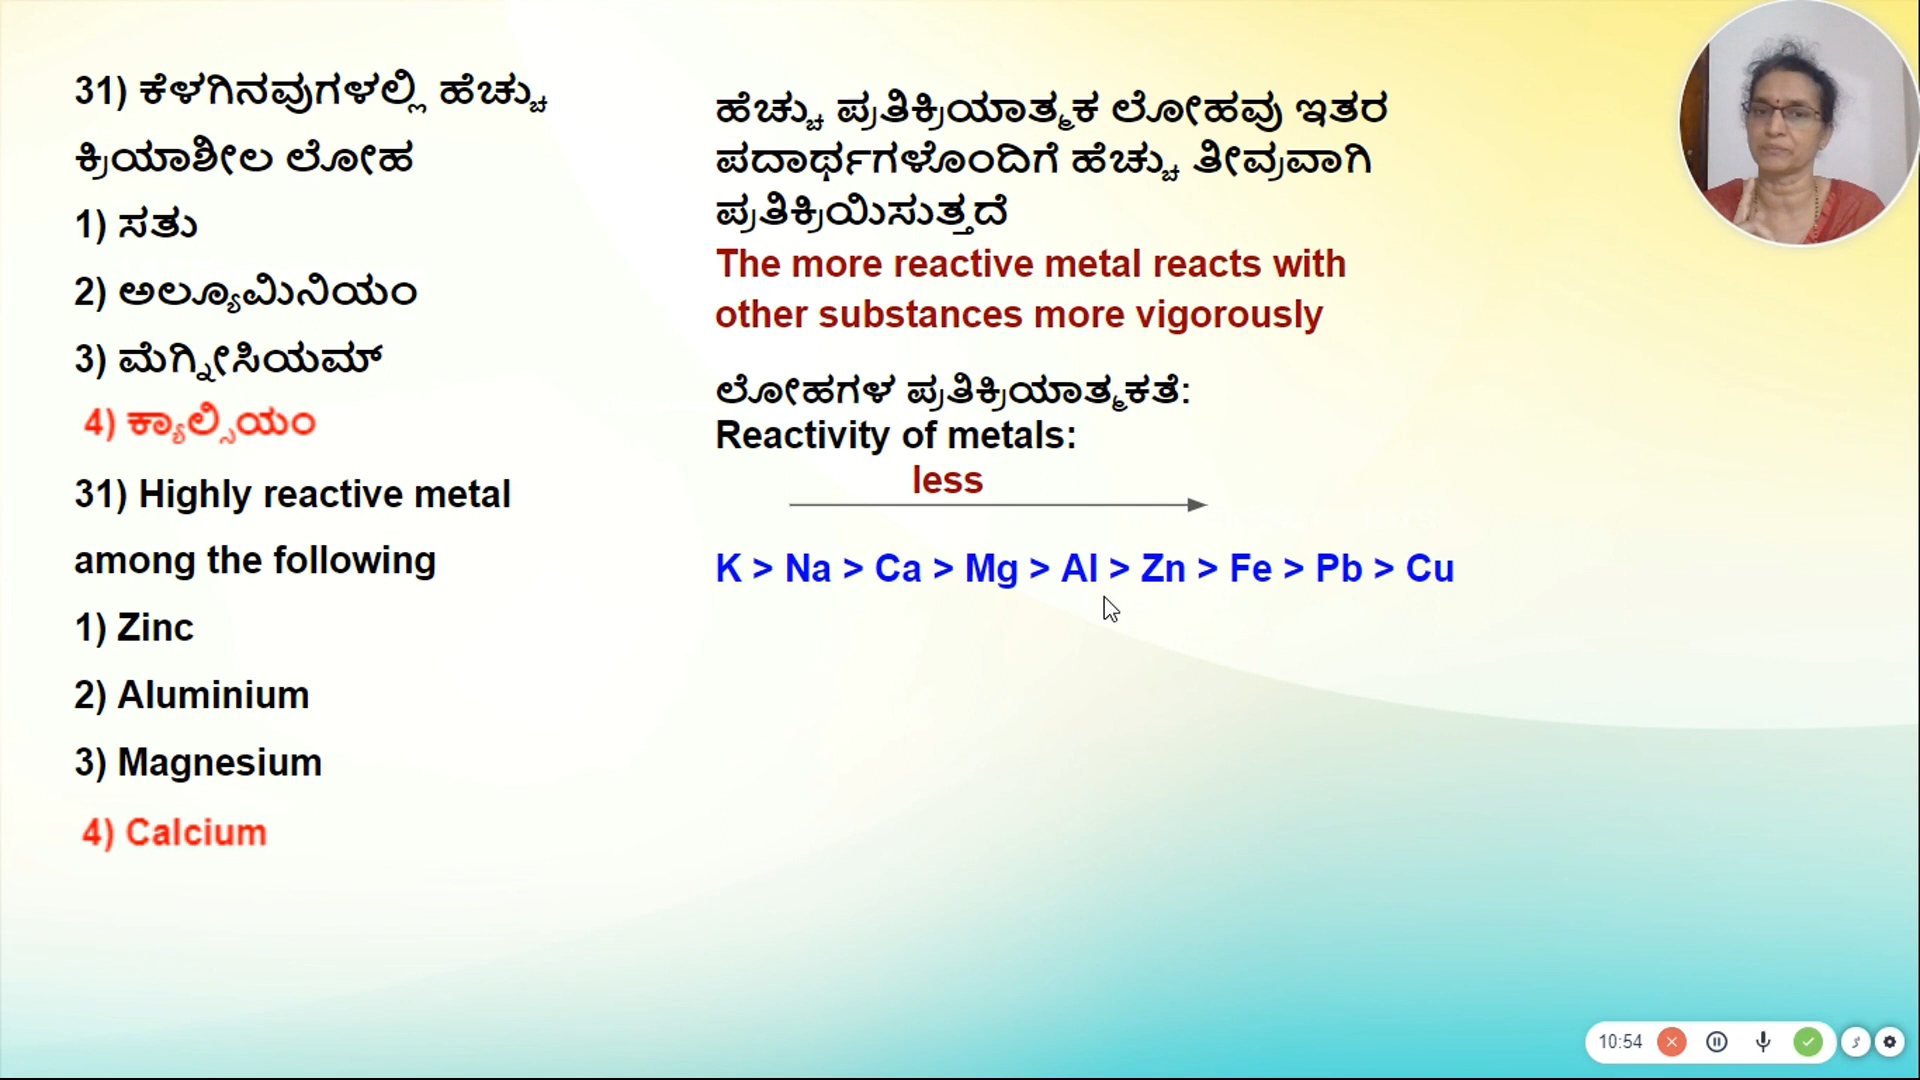 31) ಕೆಳಗಿನವುಗಳಲ್ಲಿ ಹೆಚ್ಚು
ಕ್ರಿಯಾಶೀಲ ಲೋಹ
1) ಸತು
2) ಅಲ್ಯೂಮಿನಿಯಂ
3) ಮೆಗ್ನೀಸಿಯಮ್
4) ಕ್ಯಾಲ್ಸಿಯಂ
31) Highly reactive metal
among the following
1) Zinc
2) Aluminium
3) Magnesium
4) Calcium
ಹೆಚ್ಚು ಪ್ರತಿಕ್ರಿಯಾತ್ಮಕ ಲೋಹವು ಇತರ
ಪದಾರ್ಥಗಳೊಂದಿಗೆ ಹೆಚ್ಚು ತೀವ್ರವಾಗಿ
ಪ್ರತಿಕ್ರಿಯಿಸುತ್ತದೆ
The more reactive metal reacts with
other substances more vigorously
ಲೋಹಗಳ ಪ್ರತಿಕ್ರಿಯಾತ್ಮಕತೆ:
Reactivity of metals:
less
K > Na > Ca > Mg > Al > Zn > Fe > Pb > Cu
10:54